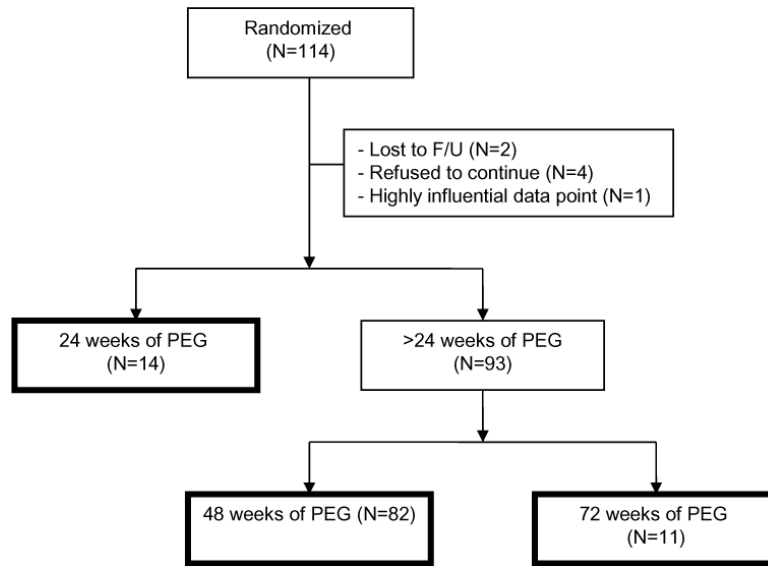 Randomized
(N=114)
- Lost to F/U (N=2)
- Refused to continue (N=4)
- Highly influential data point (N=1)
24 weeks of PEG
(N=14)
>24 weeks of PEG
(N=93)
48 weeks of PEG (N=82)
72 weeks of PEG
(N=11)